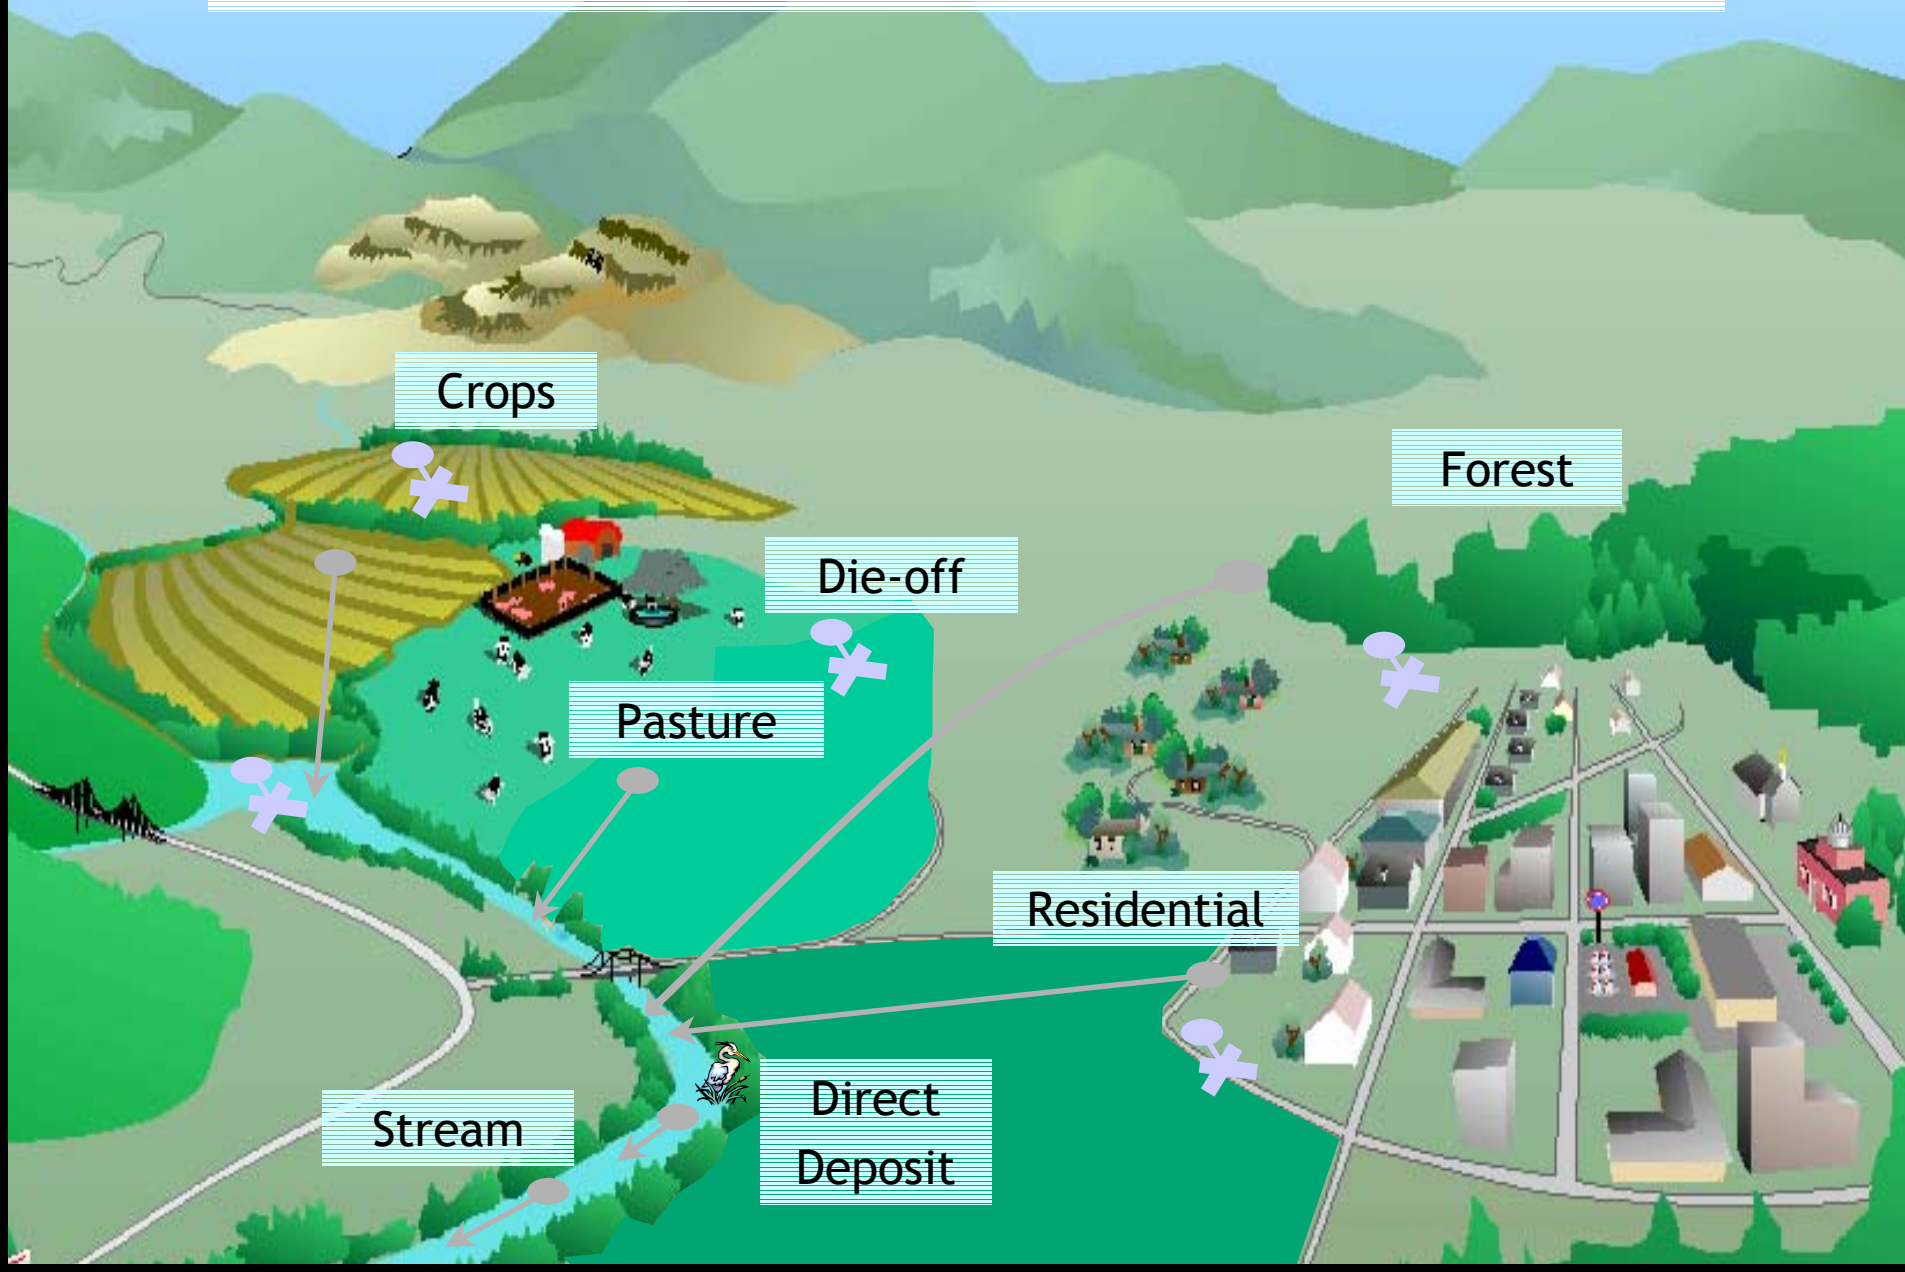 Crops
Forest
Die-off
Pasture
Residential
Direct
Deposit
Stream